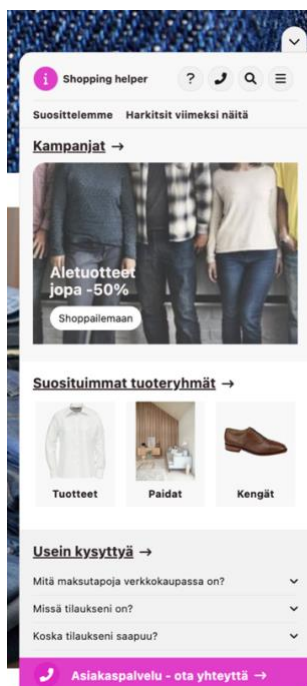 i Shopping helper ?
Suosittelemme Harkitsit viimeksi näitä
Kampanjat →
Aletuotteet
jopa -50%
Shoppailemaan
Suosituimmat tuoteryhmät →
Tuotteet Paidat Kengät
Usein kysyttyä →
Mitä maksutapoja verkkokaupassa on?
Missä tilaukseni on?
Koska tilaukseni saapuu?
Asiakaspalvelu - ota yhteyttä →